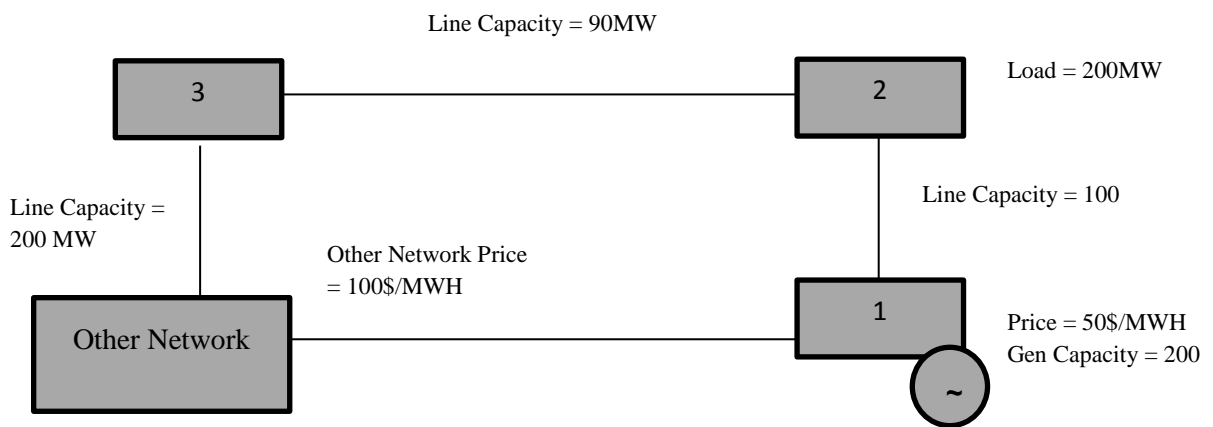 Line Capacity = 90MW
3
2
Load = 200MW
Line Capacity =
200 MW
Line Capacity = 100
Other Network Price
= 100$/MWH
Other Network
1
Price = 50$/MWH
Gen Capacity = 200
~